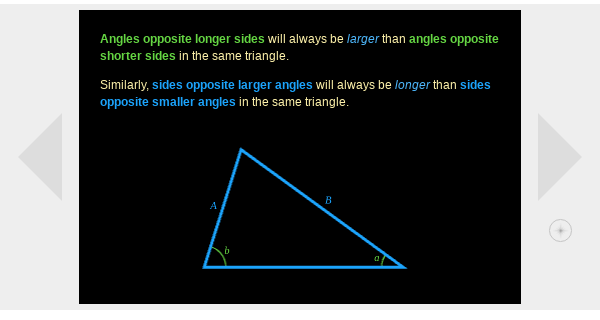 Angles opposite longer sides will always be larger than angles opposite
shorter sides in the same triangle.
Similarly, sides opposite larger angles will always be longer than sides
opposite smaller angles in the same triangle.
A
B
b
a